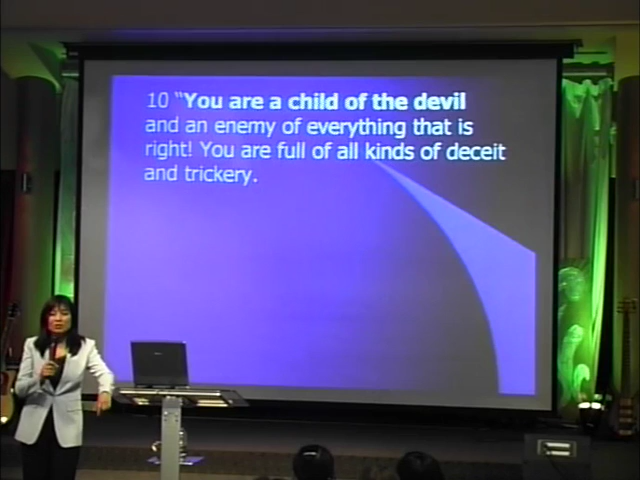 10 “You are a child of the devil
and an enemy of everything that is
right! You are full of all kinds of deceit
and trickery.